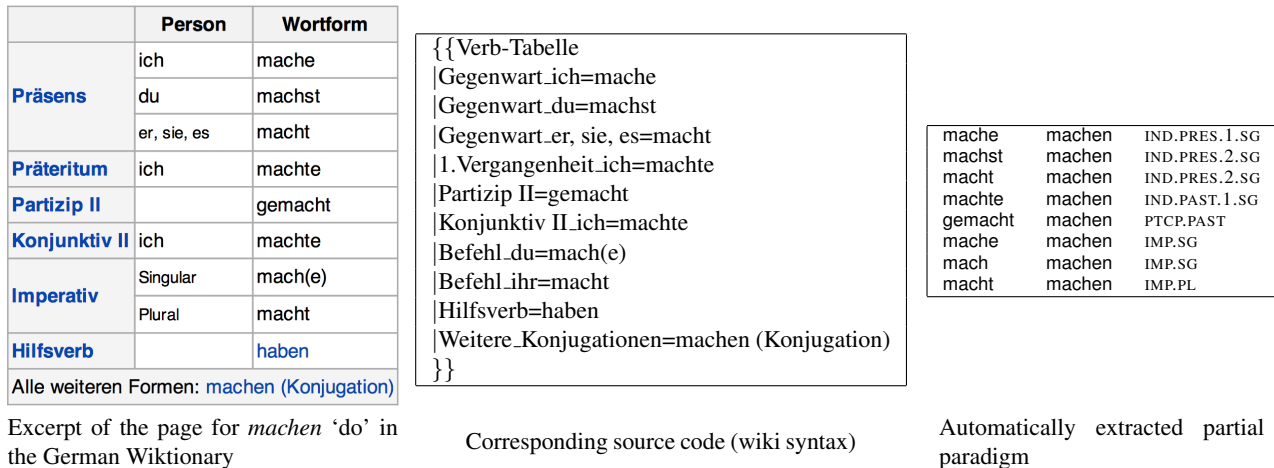 Person Wortform
Präsens ich mache
du machst
er, sie, es macht
Präteritum ich machte
Partizip II gemacht
Konjunktiv II ich machte
Imperativ Singular mach(e)
Plural macht
Hilfsverb haben
Alle weiteren Formen: machen (Konjugation)
Excerpt of the page for machen ‘do’ in
the German Wiktionary
{{Verb-Tabelle
|Gegenwart_ich=mache
|Gegenwart_du=machst
|Gegenwart_er, sie, es=macht
|1.Vergangenheit_ich=machte
|Partizip II=gemacht
|Konjunktiv II_ich=machte
|Befehl_du=mach(e)
|Befehl_ihr=macht
|Hilfsverb=haben
|Weitere_Konjugationen=machen (Konjugation)
}}
Corresponding source code (wiki syntax)
mache machen IND.PRES.1.SG
machst machen IND.PRES.2.SG
macht machen IND.PRES.2.SG
machte machen IND.PAST.1.SG
gemacht machen PTCP.PAST
mache machen IMP.SG
mach machen IMP.SG
macht machen IMP.PL
Automatically extracted partial
paradigm